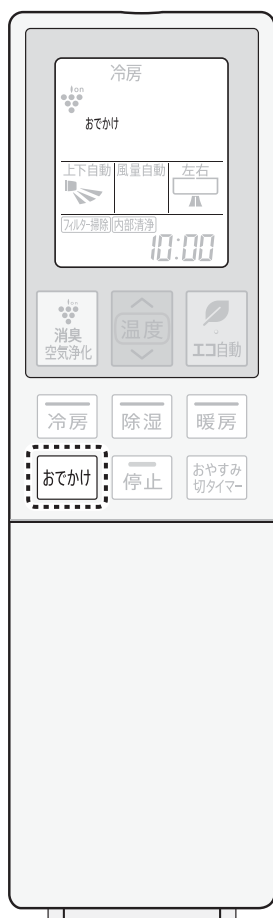 冷房
ion
おでかけ
上下自動 風量自動 左右
フィルター掃除 内部清浄
10:00
ion
消臭
空気浄化
温度
エコ自動
冷房 除湿 暖房
おでかけ 停止 おやすみ
切タイマー